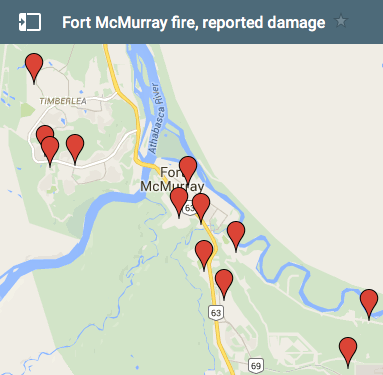 Fort McMurray fire, reported damage
TIMBERLEA
Athabasca River
Fort
McMurray
63
63
69